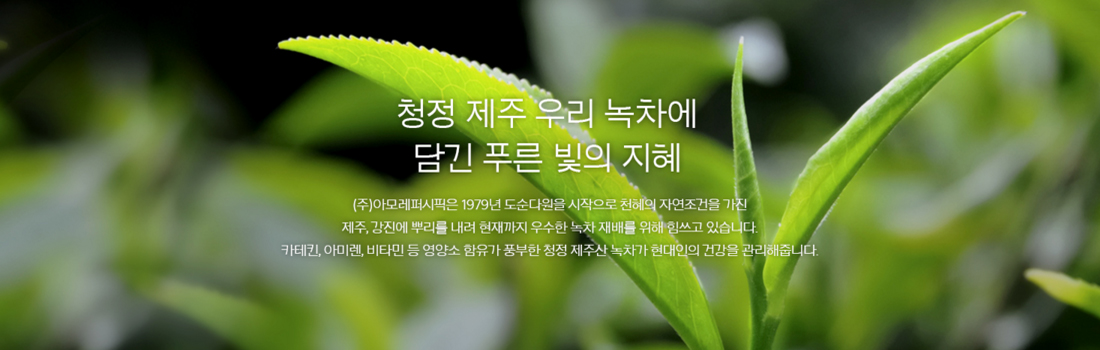 청정 제주 우리 녹차에
담긴 푸른 빛의 지혜
(주)아모레퍼시픽은 1979년 도순다원을 시작으로 천혜의 자연조건을 가진
제주, 강진에 뿌리를 내려 현재까지 우수한 녹차 재배를 위해 힘쓰고 있습니다.
카테킨, 아미렌, 비타민 등 영양소 함유가 풍부한 청정 제주산 녹차가 현대인의 건강을 관리해줍니다.